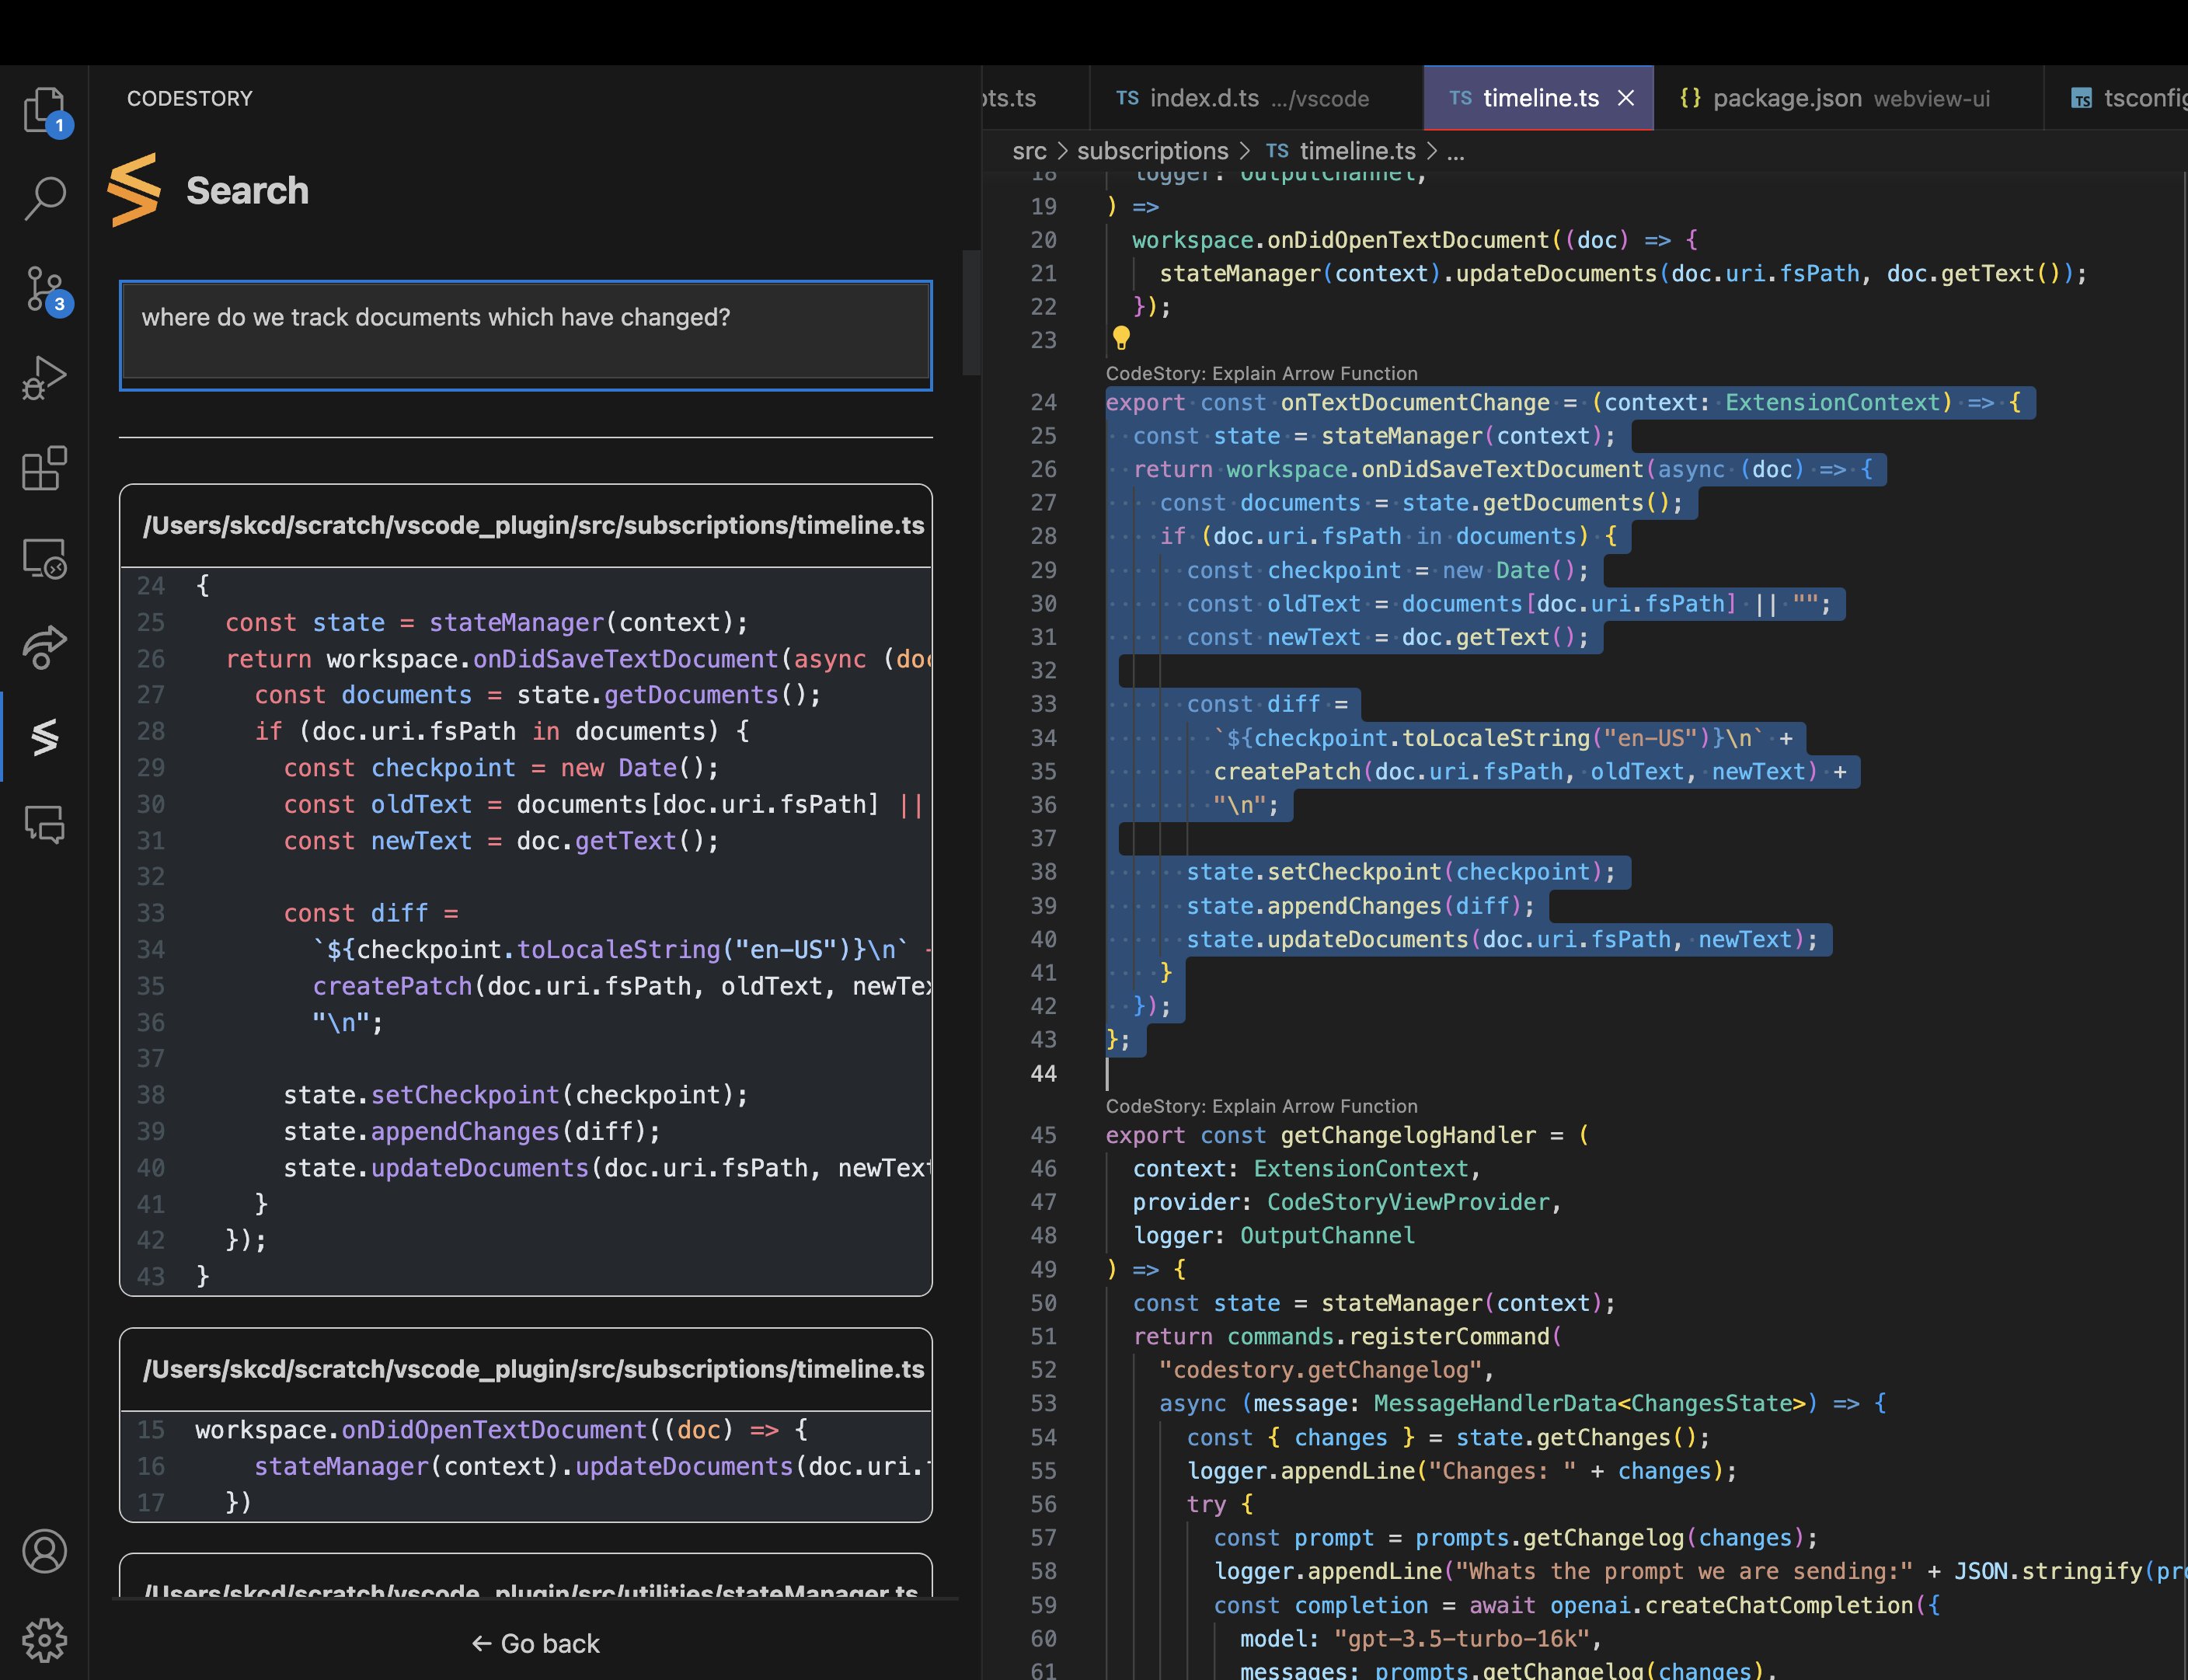 1
3
CODESTORY
Search
where do we track documents which have changed?
/Users/skcd/scratch/vscode_plugin/src/subscriptions/timeline.ts
24 {
25   const state = stateManager(context);
26   return workspace.onDidSaveTextDocument(async (doc
27     const documents = state.getDocuments();
28     if (doc.uri.fsPath in documents) {
29       const checkpoint = new Date();
30       const oldText = documents[doc.uri.fsPath] ||
31       const newText = doc.getText();
32
33       const diff =
34         `${checkpoint.toLocaleString("en-US")}\n` +
35         createPatch(doc.uri.fsPath, oldText, newTex
36         "\n";
37
38       state.setCheckpoint(checkpoint);
39       state.appendChanges(diff);
40       state.updateDocuments(doc.uri.fsPath, newText
41     }
42   });
43 }
/Users/skcd/scratch/vscode_plugin/src/subscriptions/timeline.ts
15 workspace.onDidOpenTextDocument((doc) => {
16     stateManager(context).updateDocuments(doc.uri.
17   })
/Users/skcd/scratch/vscode_plugin/src/utilities/stateManager.ts
← Go back
ots.ts
TS index.d.ts .../vscode
TS timeline.ts ×
{} package.json webview-ui
TS tsconfig
src > subscriptions > TS timeline.ts > ...
18   logger: OutputChannel,
19 ) =>
20   workspace.onDidOpenTextDocument((doc) => {
21     stateManager(context).updateDocuments(doc.uri.fsPath, doc.getText());
22   });
23
CodeStory: Explain Arrow Function
24 export const onTextDocumentChange = (context: ExtensionContext) => {
25   const state = stateManager(context);
26   return workspace.onDidSaveTextDocument(async (doc) => {
27     const documents = state.getDocuments();
28     if (doc.uri.fsPath in documents) {
29       const checkpoint = new Date();
30       const oldText = documents[doc.uri.fsPath] || "";
31       const newText = doc.getText();
32
33       const diff =
34         `${checkpoint.toLocaleString("en-US")}\n` +
35         createPatch(doc.uri.fsPath, oldText, newText) +
36         "\n";
37
38       state.setCheckpoint(checkpoint);
39       state.appendChanges(diff);
40       state.updateDocuments(doc.uri.fsPath, newText);
41     }
42   });
43 };
44
CodeStory: Explain Arrow Function
45 export const getChangelogHandler = (
46   context: ExtensionContext,
47   provider: CodeStoryViewProvider,
48   logger: OutputChannel
49 ) => {
50   const state = stateManager(context);
51   return commands.registerCommand(
52     "codestory.getChangelog",
53     async (message: MessageHandlerData<ChangesState>) => {
54       const { changes } = state.getChanges();
55       logger.appendLine("Changes: " + changes);
56       try {
57         const prompt = prompts.getChangelog(changes);
58         logger.appendLine("Whats the prompt we are sending:" + JSON.stringify(pro
59         const completion = await openai.createChatCompletion({
60           model: "gpt-3.5-turbo-16k",
61           messages: prompts.getChangelog(changes),